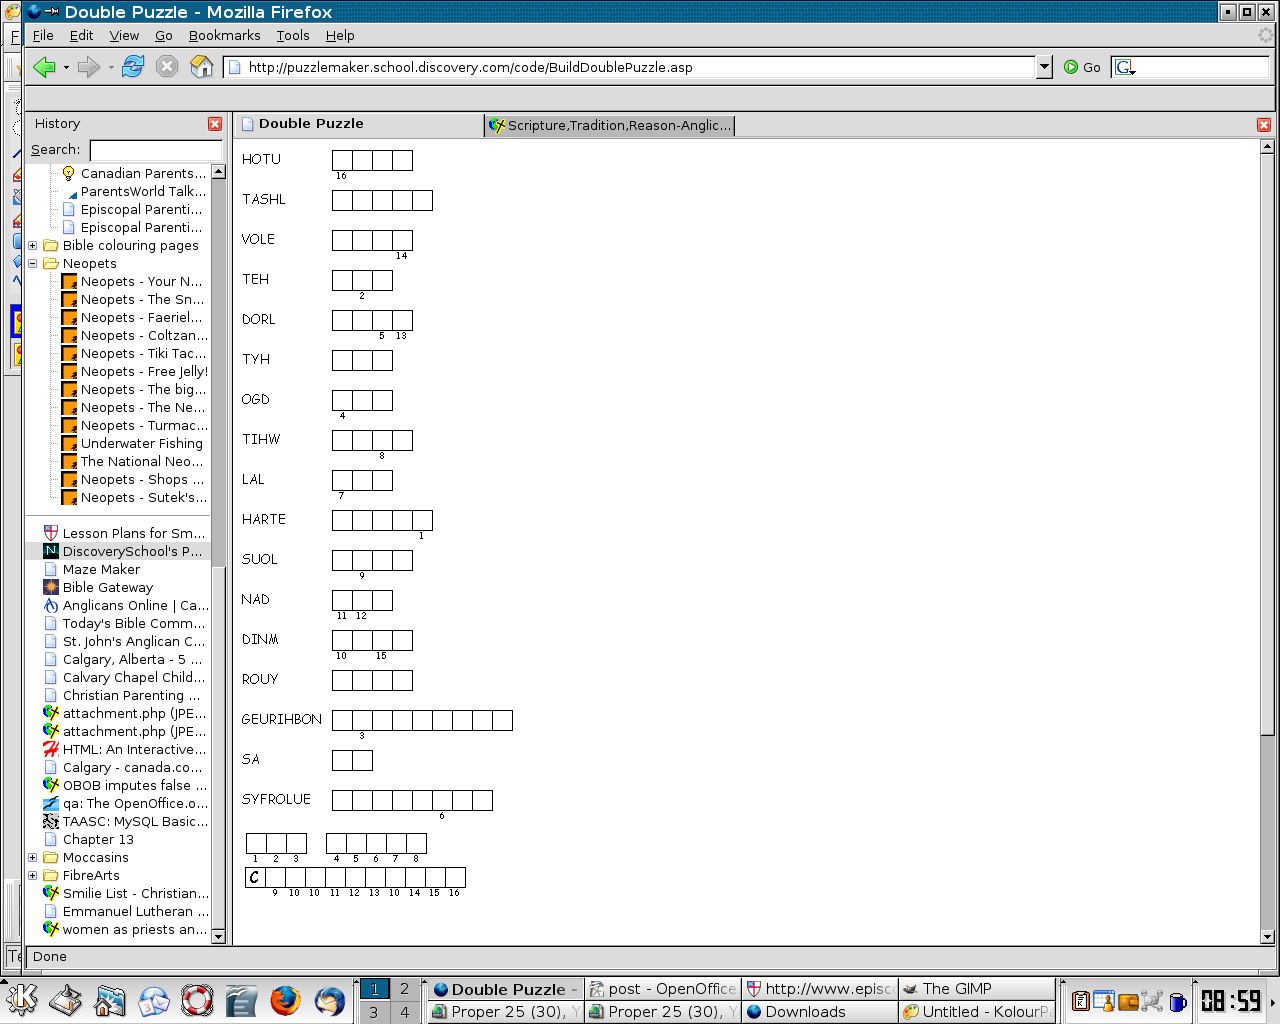 Double Puzzle - Mozilla Firefox
File Edit View Go Bookmarks Tools Help
http://puzzlemaker.school.discovery.com/code/BuildDoublePuzzle.asp
Go
G
History
Search:
Canadian Parents...
ParentsWorld Talk...
Episcopal Parenti...
Episcopal Parenti...
Bible colouring pages
Neopets
Neopets - Your N...
Neopets - The Sn...
Neopets - Faeriel...
Neopets - Coltzan...
Neopets - Tiki Tac...
Neopets - Free Jelly!
Neopets - The big...
Neopets - The Ne...
Neopets - Turmac...
Underwater Fishing
The National Neo...
Neopets - Shops ...
Neopets - Sutek's...
Lesson Plans for Sm...
DiscoverySchool's P...
Maze Maker
Bible Gateway
Anglicans Online | Ca...
Today's Bible Comm...
St. John's Anglican C...
Calgary, Alberta - 5 ...
Calvary Chapel Child...
Christian Parenting ...
attachment.php (JPE...
attachment.php (JPE...
HTML: An Interactive...
Calgary - canada.co...
OBOB imputes false ...
qa: The OpenOffice.o...
TAASC: MySQL Basic...
Chapter 13
Moccasins
FibreArts
Smilie List - Christian...
Emmanuel Lutheran ...
women as priests an...
Double Puzzle
Scripture,Tradition,Reason-Anglic...
HOTU
16
TASHL
VOLE
14
TEH
2
DORL
5 13
TYH
OGD
4
TIHW
8
LAL
7
HARTE
1
SUOL
9
NAD
11 12
DINM
10 15
ROUY
GEURIHBON
3
SA
SYFROLUE
6
1 2 3 4 5 6 7 8
C
9 10 10 11 12 13 10 14 15 16
Done
1 2
3 4
Double Puzzle -
post - OpenOffice
http://www.episc
The GIMP
Proper 25 (30), Y
Proper 25 (30), Y
Downloads
Untitled - KolourP
08:59